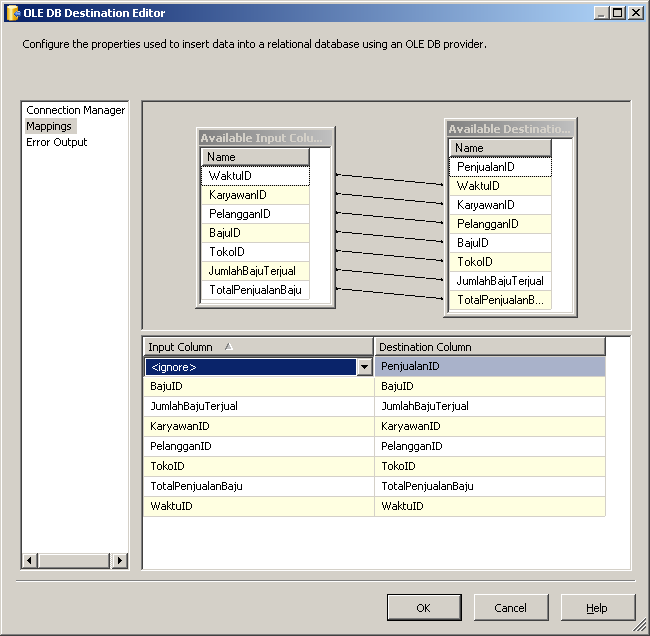 OLE DB Destination Editor
Configure the properties used to insert data into a relational database using an OLE DB provider.
Connection Manager
Mappings
Error Output
Available Input Colu...
Name
WaktuID
KaryawanID
PelangganID
BajuID
TokoID
JumlahBajuTerjual
TotalPenjualanBaju
Available Destinatio...
Name
PenjualanID
WaktuID
KaryawanID
PelangganID
BajuID
TokoID
JumlahBajuTerjual
TotalPenjualanB...
Input Column Destination Column
<ignore> PenjualanID
BajuID BajuID
JumlahBajuTerjual JumlahBajuTerjual
KaryawanID KaryawanID
PelangganID PelangganID
TokoID TokoID
TotalPenjualanBaju TotalPenjualanBaju
WaktuID WaktuID
OK Cancel Help